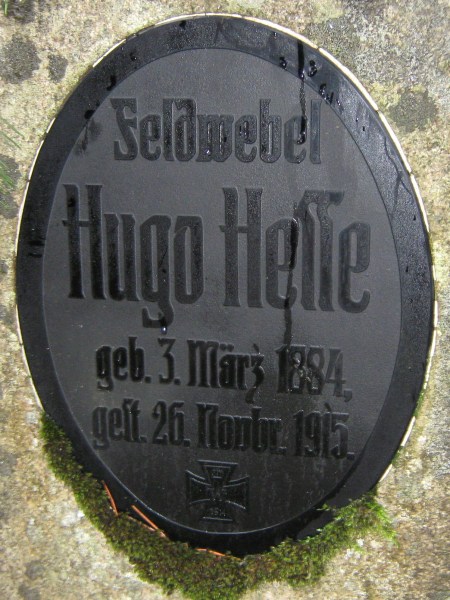 Feldwebel
Hugo Hesse
geb. 3. März 1884,
gest. 26. Novbr. 1915.